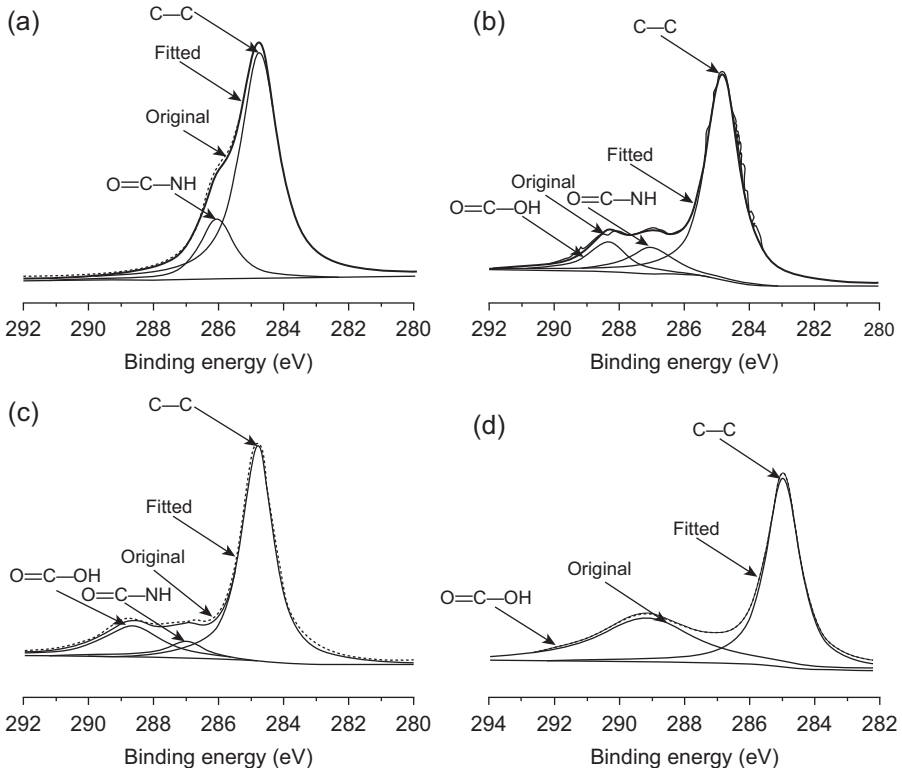 (a)
C—C
Fitted
Original
O=C—NH
292 290 288 286 284 282 280
Binding energy (eV)
(b)
C—C
Fitted
Original
O=C—NH
O=C—OH
292 290 288 286 284 282 280
Binding energy (eV)
(c)
C—C
Fitted
Original
O=C—OH
O=C—NH
292 290 288 286 284 282 280
Binding energy (eV)
(d)
C—C
Fitted
Original
O=C—OH
294 292 290 288 286 284 282
Binding energy (eV)